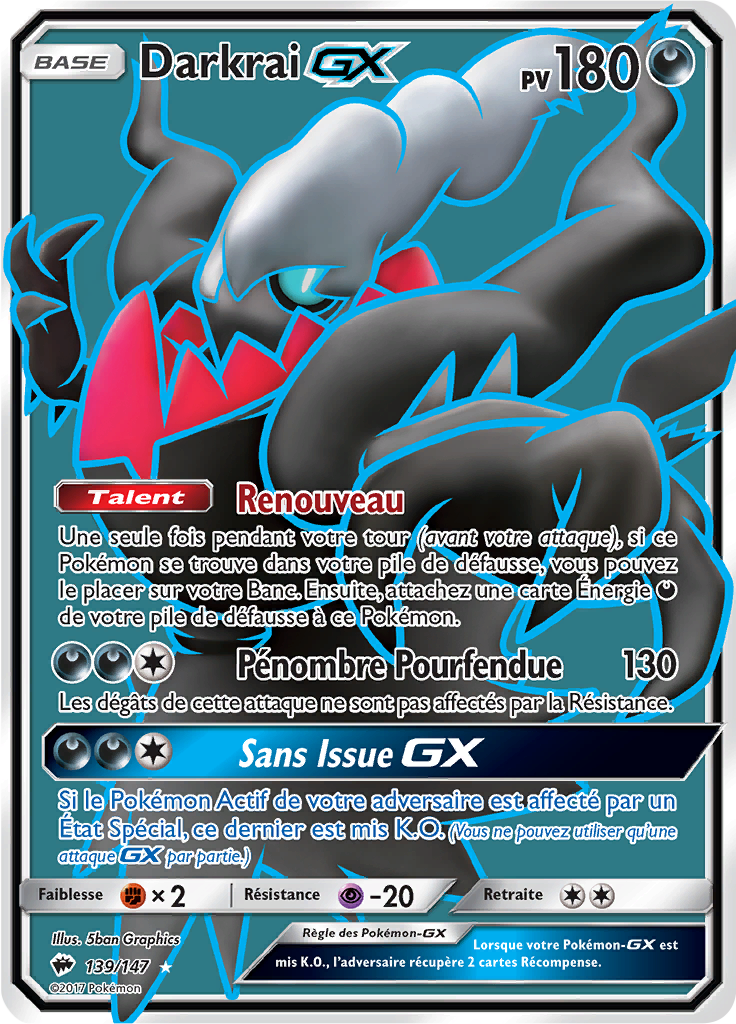 BASE Darkrai GX PV 180
Talent Renouveau
Une seule fois pendant votre tour (avant votre attaque), si ce
Pokémon se trouve dans votre pile de défausse, vous pouvez
le placer sur votre Banc. Ensuite, attachez une carte Énergie
de votre pile de défausse à ce Pokémon.
Pénombre Pourfendue 130
Les dégâts de cette attaque ne sont pas affectés par la Résistance.
Sans Issue GX
Si le Pokémon Actif de votre adversaire est affecté par un
État Spécial, ce dernier est mis K.O. (Vous ne pouvez utiliser qu'une
attaque GX par partie.)
Faiblesse ×2 Résistance -20 Retraite
Illus. 5ban Graphics
139/147
©2017 Pokémon
Règle des Pokémon-GX
Lorsque votre Pokémon-GX est
mis K.O., l'adversaire récupère 2 cartes Récompense.